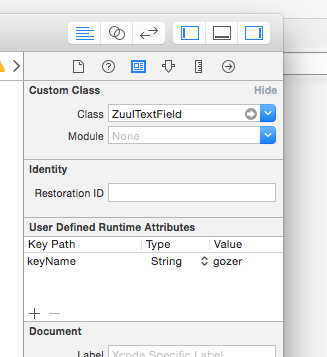 Custom Class Hide
Class ZuulTextField
Module None
Identity
Restoration ID
User Defined Runtime Attributes
Key Path Type Value
keyName String gozer
Document
Label Xcode Specific Label